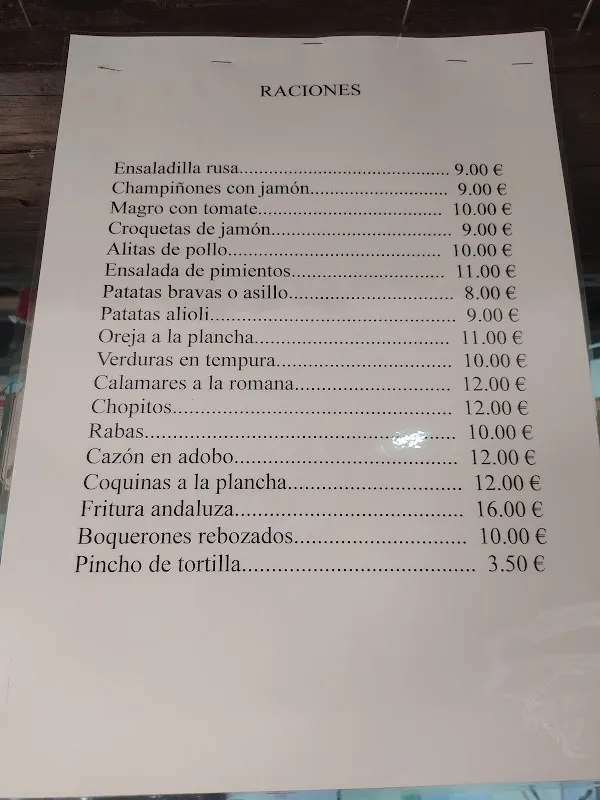 RACIONES
Ensaladilla rusa................................................... 9.00 €
Champiñones con jamón................................. 9.00 €
Magro con tomate............................................ 10.00 €
Croquetas de jamón.......................................... 9.00 €
Alitas de pollo................................................... 10.00 €
Ensalada de pimientos.................................... 11.00 €
Patatas bravas o asillo....................................... 8.00 €
Patatas alioli....................................................... 9.00 €
Oreja a la plancha............................................ 11.00 €
Verduras en tempura....................................... 10.00 €
Calamares a la romana.................................... 12.00 €
Chopitos........................................................... 12.00 €
Rabas................................................................ 10.00 €
Cazón en adobo................................................ 12.00 €
Coquinas a la plancha..................................... 12.00 €
Fritura andaluza................................................ 16.00 €
Boquerones rebozados.................................... 10.00 €
Pincho de tortilla................................................ 3.50 €